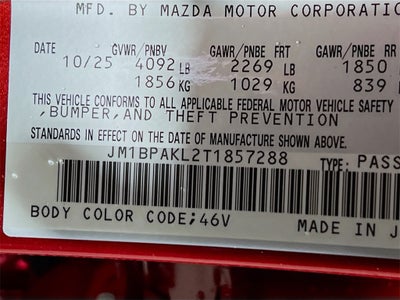 MFD. BY MAZDA MOTOR CORPORATIO
DATE GVWR/PNBV GAWR/PNBE FRT GAWR/PNBE RR
10/25 4092 LB 2269 LB 1850
1856 KG 1029 KG 839
THIS VEHICLE CONFORMS TO ALL APPLICABLE FEDERAL MOTOR VEHICLE SAFETY
,BUMPER,AND THEFT PREVENTION
STANDARDS IN EFFECT ON THE DATE OF MANUFACTURE SHOWN ABOVE.
JM1BPAKL2T1857288 TYPE: PASS
BODY COLOR CODE;46V MADE IN J